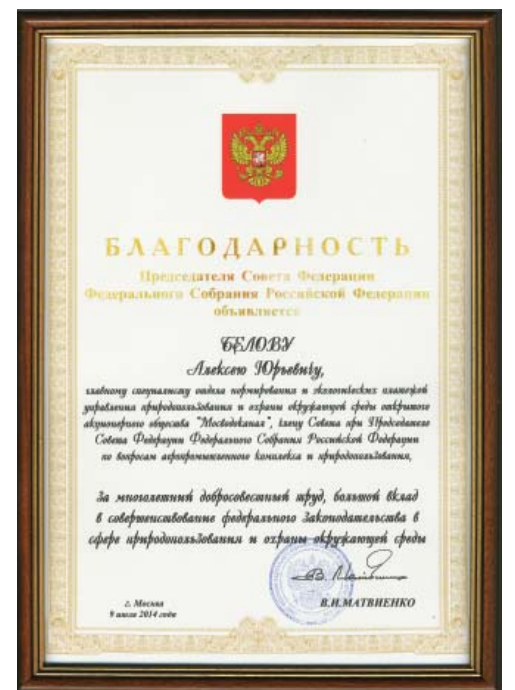 БЛАГОДАРНОСТЬ
Председателя Совета Федерации
Федерального Собрания Российской Федерации
объявляется
БЕЛОВУ
Алексею Юрьевичу,
главному специалисту отдела нормирования и экологических платежей
управления природопользования и охраны окружающей среды открытого
акционерного общества "Мосводоканал", члену Совета при Председателе
Совета Федерации Федерального Собрания Российской Федерации
по вопросам агропромышленного комплекса и природопользования,
За многолетний добросовестный труд, большой вклад
в совершенствование федерального законодательства в
сфере природопользования и охраны окружающей среды
В.И.МАТВИЕНКО
г. Москва
9 июля 2014 года